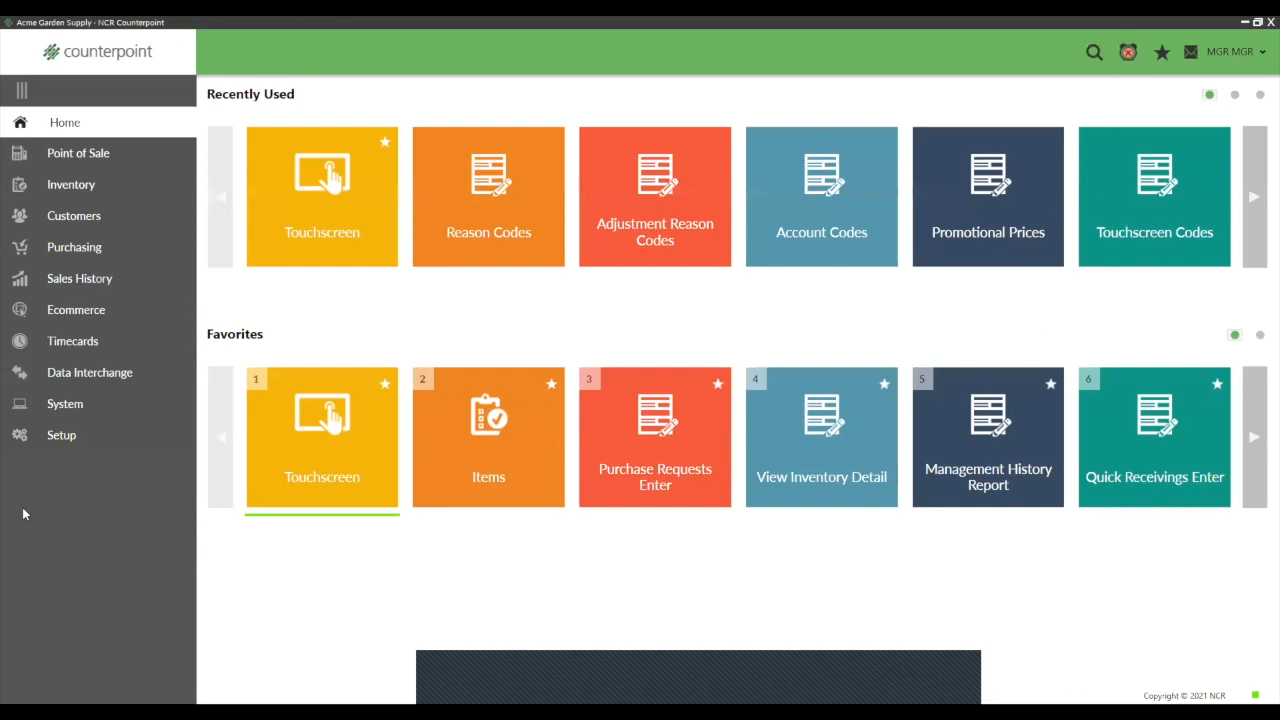 Acme Garden Supply - NCR Counterpoint
counterpoint
MGR MGR
Home
Point of Sale
Inventory
Customers
Purchasing
Sales History
Ecommerce
Timecards
Data Interchange
System
Setup
Recently Used
Touchscreen
Reason Codes
Adjustment Reason
Codes
Account Codes
Promotional Prices
Touchscreen Codes
Favorites
1
Touchscreen
2
Items
3
Purchase Requests
Enter
4
View Inventory Detail
5
Management History
Report
6
Quick Receivings Enter
Copyright © 2021 NCR